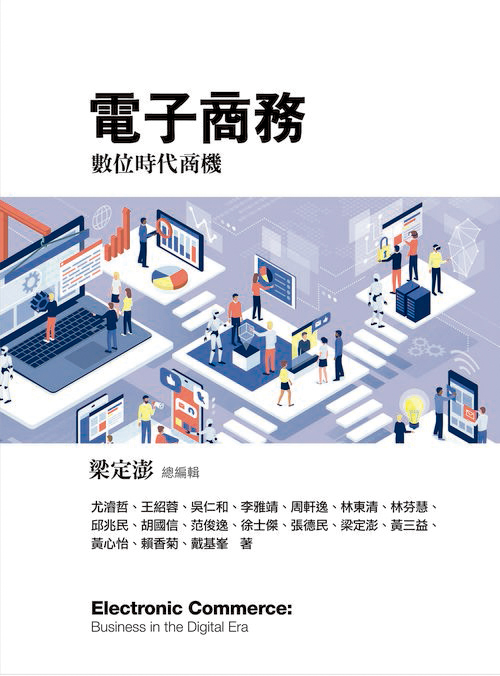 電子商務
數位時代商機
梁定澎 總編輯
尤濬哲、王紹蓉、吳仁和、李雅靖、周軒逸、林東清、林芬慧、
邱兆民、胡國信、范俊逸、徐士傑、張德民、梁定澎、黃三益、
黃心怡、賴香菊、戴基峯 著
Electronic Commerce:
Business in the Digital Era